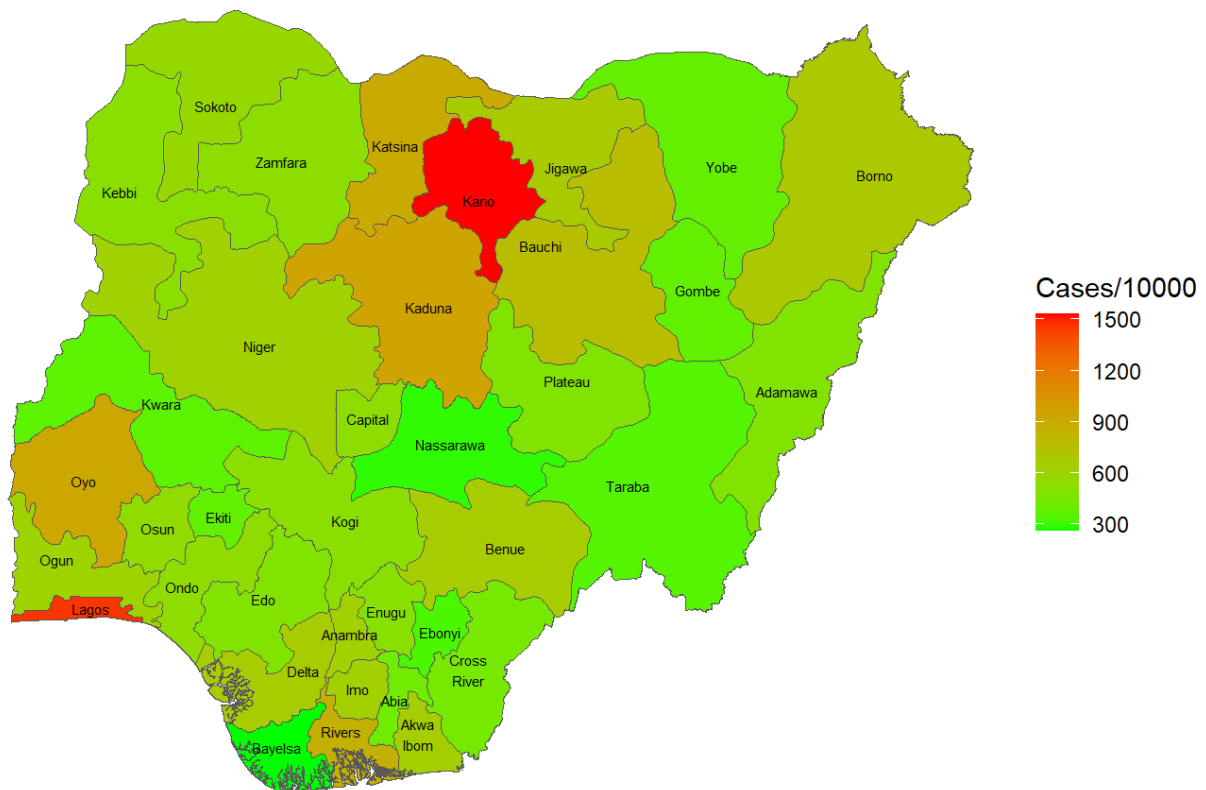 Sokoto
Katsina
Zamfara
Kebbi
Kano
Jigawa
Yobe
Borno
Bauchi
Gombe
Kaduna
Niger
Plateau
Adamawa
Kwara
Capital
Nassarawa
Oyo
Taraba
Osun
Ekiti
Kogi
Benue
Ogun
Ondo
Edo
Lagos
Enugu
Anambra
Ebonyi
Delta
Cross
River
Imo
Abia
Akwa
Ibom
Rivers
Bayelsa
Cases/10000
1500
1200
900
600
300